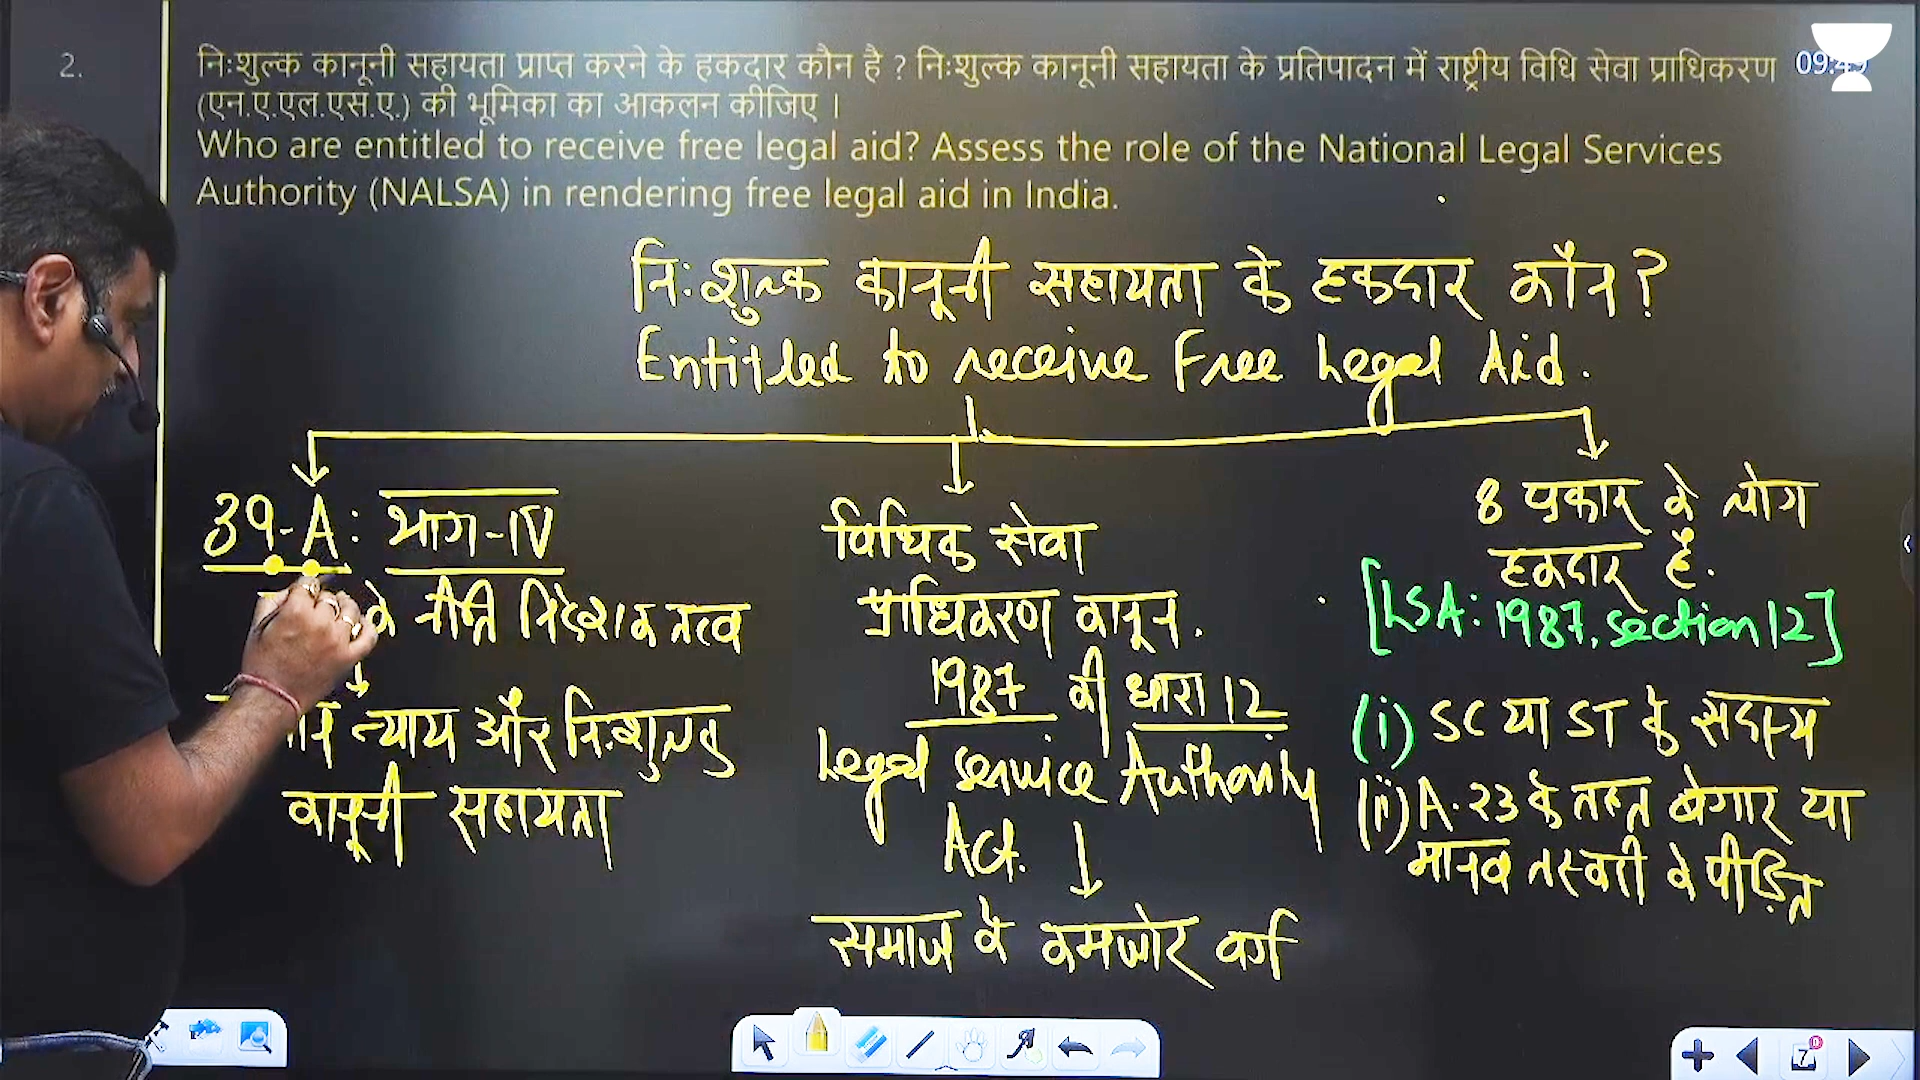 2.
निःशुल्क कानूनी सहायता प्राप्त करने के हकदार कौन है ? निःशुल्क कानूनी सहायता के प्रतिपादन में राष्ट्रीय विधि सेवा प्राधिकरण
(एन.ए.एल.एस.ए.) की भूमिका का आकलन कीजिए ।
Who are entitled to receive free legal aid? Assess the role of the National Legal Services
Authority (NALSA) in rendering free legal aid in India.
निःशुल्क कानूनी सहायता के हकदार कौन?
Entitled to receive Free Legal Aid.
39-A: भाग-IV
के नीति निदेशक तत्व
न्याय और निःशुल्क
कानूनी सहायता
विधिक सेवा
प्राधिकरण कानून.
1987 की धारा 12
Legal Service Authority
Act.
समाज के कमजोर वर्ग
8 प्रकार के लोग
हकदार हैं.
[LSA: 1987, section 12]
(i) SC या ST के सदस्य
(ii) A.23 के तहत बेगार या
मानव तस्करी के पीड़ित
7